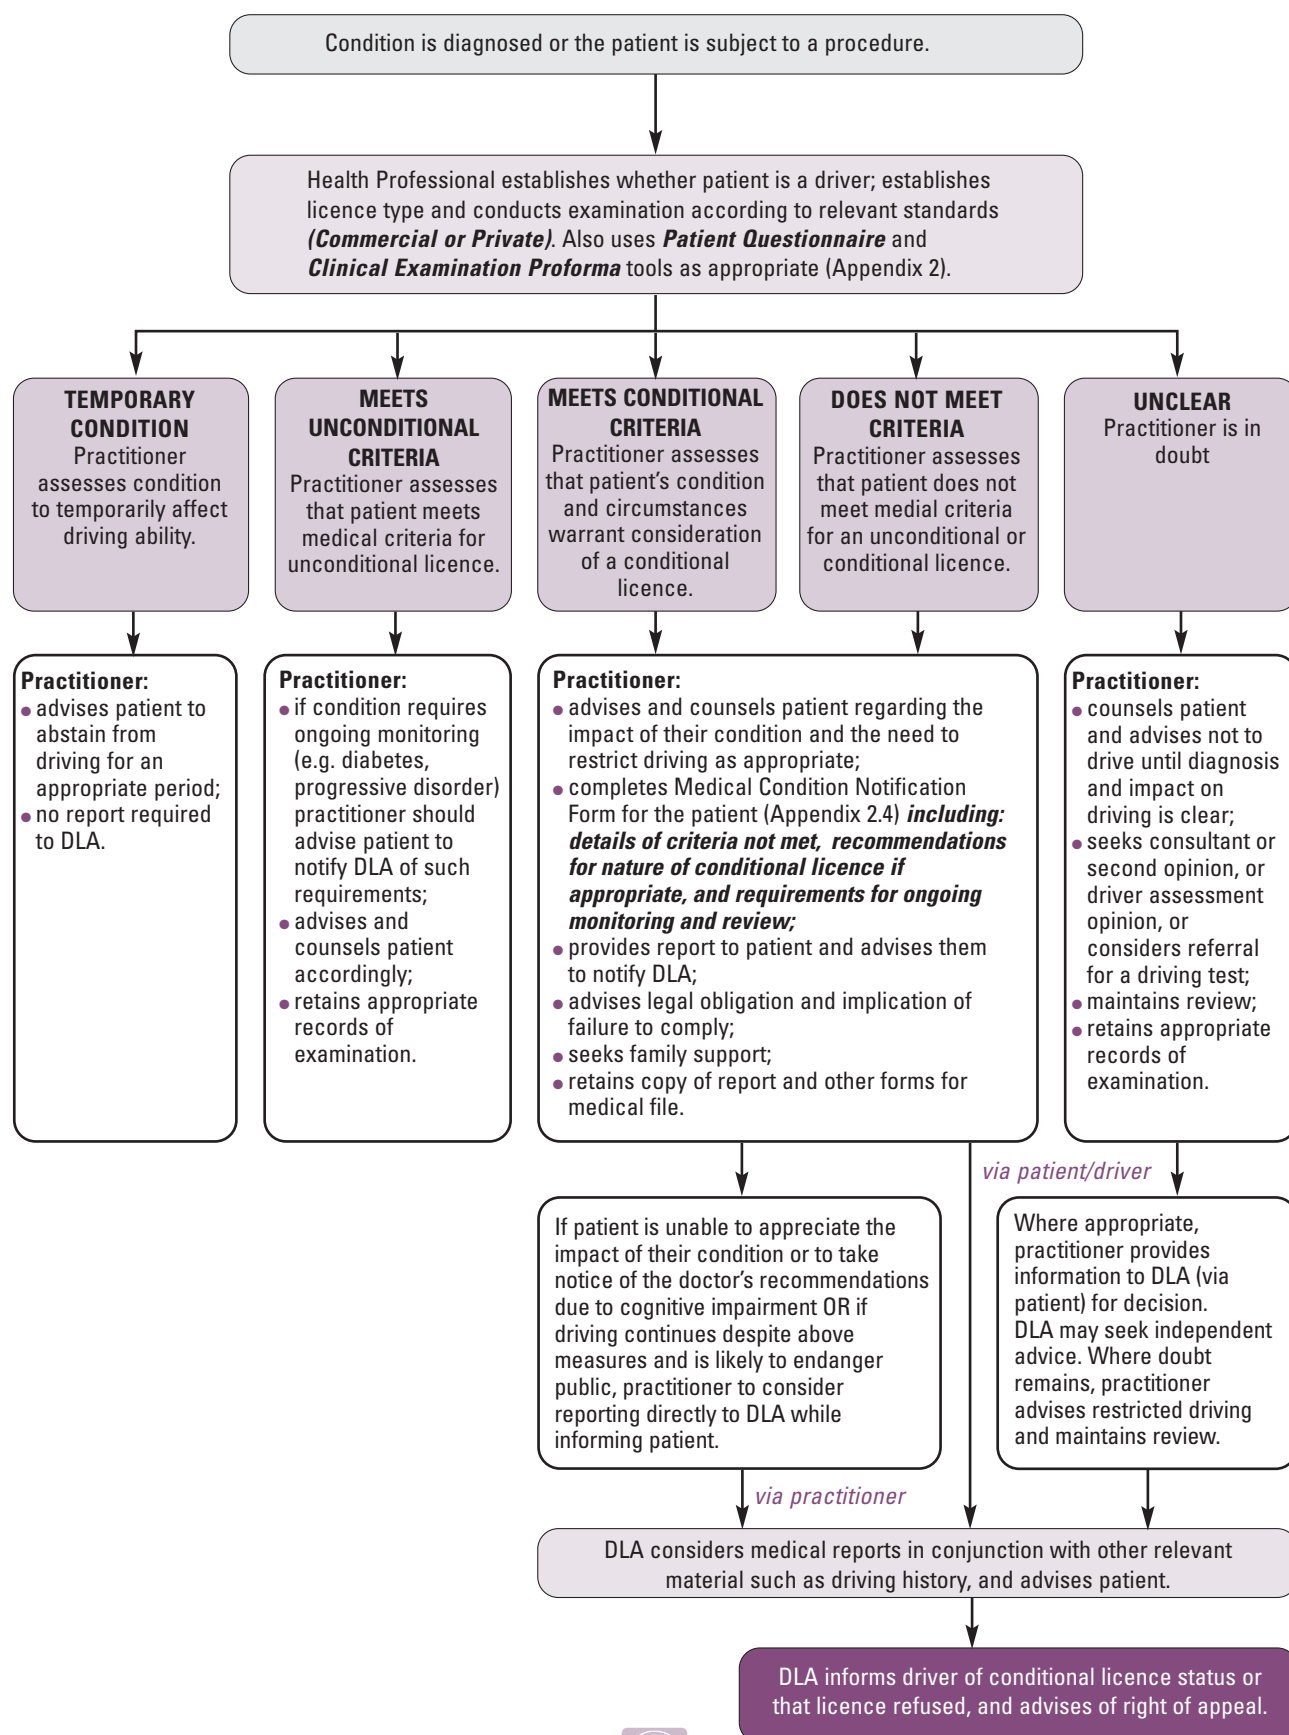 Condition is diagnosed or the patient is subject to a procedure.
Health Professional establishes whether patient is a driver; establishes
licence type and conducts examination according to relevant standards
(Commercial or Private). Also uses Patient Questionnaire and
Clinical Examination Proforma tools as appropriate (Appendix 2).
TEMPORARY
CONDITION
Practitioner
assesses condition
to temporarily affect
driving ability.
MEETS
UNCONDITIONAL
CRITERIA
Practitioner assesses
that patient meets
medical criteria for
unconditional licence.
MEETS CONDITIONAL
CRITERIA
Practitioner assesses
that patient’s condition
and circumstances
warrant consideration
of a conditional
licence.
DOES NOT MEET
CRITERIA
Practitioner assesses
that patient does not
meet medial criteria
for an unconditional or
conditional licence.
UNCLEAR
Practitioner is in
doubt
Practitioner:
• advises patient to
abstain from
driving for an
appropriate period;
• no report required
to DLA.
Practitioner:
• if condition requires
ongoing monitoring
(e.g. diabetes,
progressive disorder)
practitioner should
advise patient to
notify DLA of such
requirements;
• advises and
counsels patient
accordingly;
• retains appropriate
records of
examination.
Practitioner:
• advises and counsels patient regarding the
impact of their condition and the need to
restrict driving as appropriate;
• completes Medical Condition Notification
Form for the patient (Appendix 2.4) including:
details of criteria not met, recommendations
for nature of conditional licence if
appropriate, and requirements for ongoing
monitoring and review;
• provides report to patient and advises them
to notify DLA;
• advises legal obligation and implication of
failure to comply;
• seeks family support;
• retains copy of report and other forms for
medical file.
Practitioner:
• counsels patient
and advises not to
drive until diagnosis
and impact on
driving is clear;
• seeks consultant or
second opinion, or
driver assessment
opinion, or
considers referral
for a driving test;
• maintains review;
• retains appropriate
records of
examination.
via patient/driver
If patient is unable to appreciate the
impact of their condition or to take
notice of the doctor’s recommendations
due to cognitive impairment OR if
driving continues despite above
measures and is likely to endanger
public, practitioner to consider
reporting directly to DLA while
informing patient.
Where appropriate,
practitioner provides
information to DLA (via
patient) for decision.
DLA may seek independent
advice. Where doubt
remains, practitioner
advises restricted driving
and maintains review.
via practitioner
DLA considers medical reports in conjunction with other relevant
material such as driving history, and advises patient.
DLA informs driver of conditional licence status or
that licence refused, and advises of right of appeal.